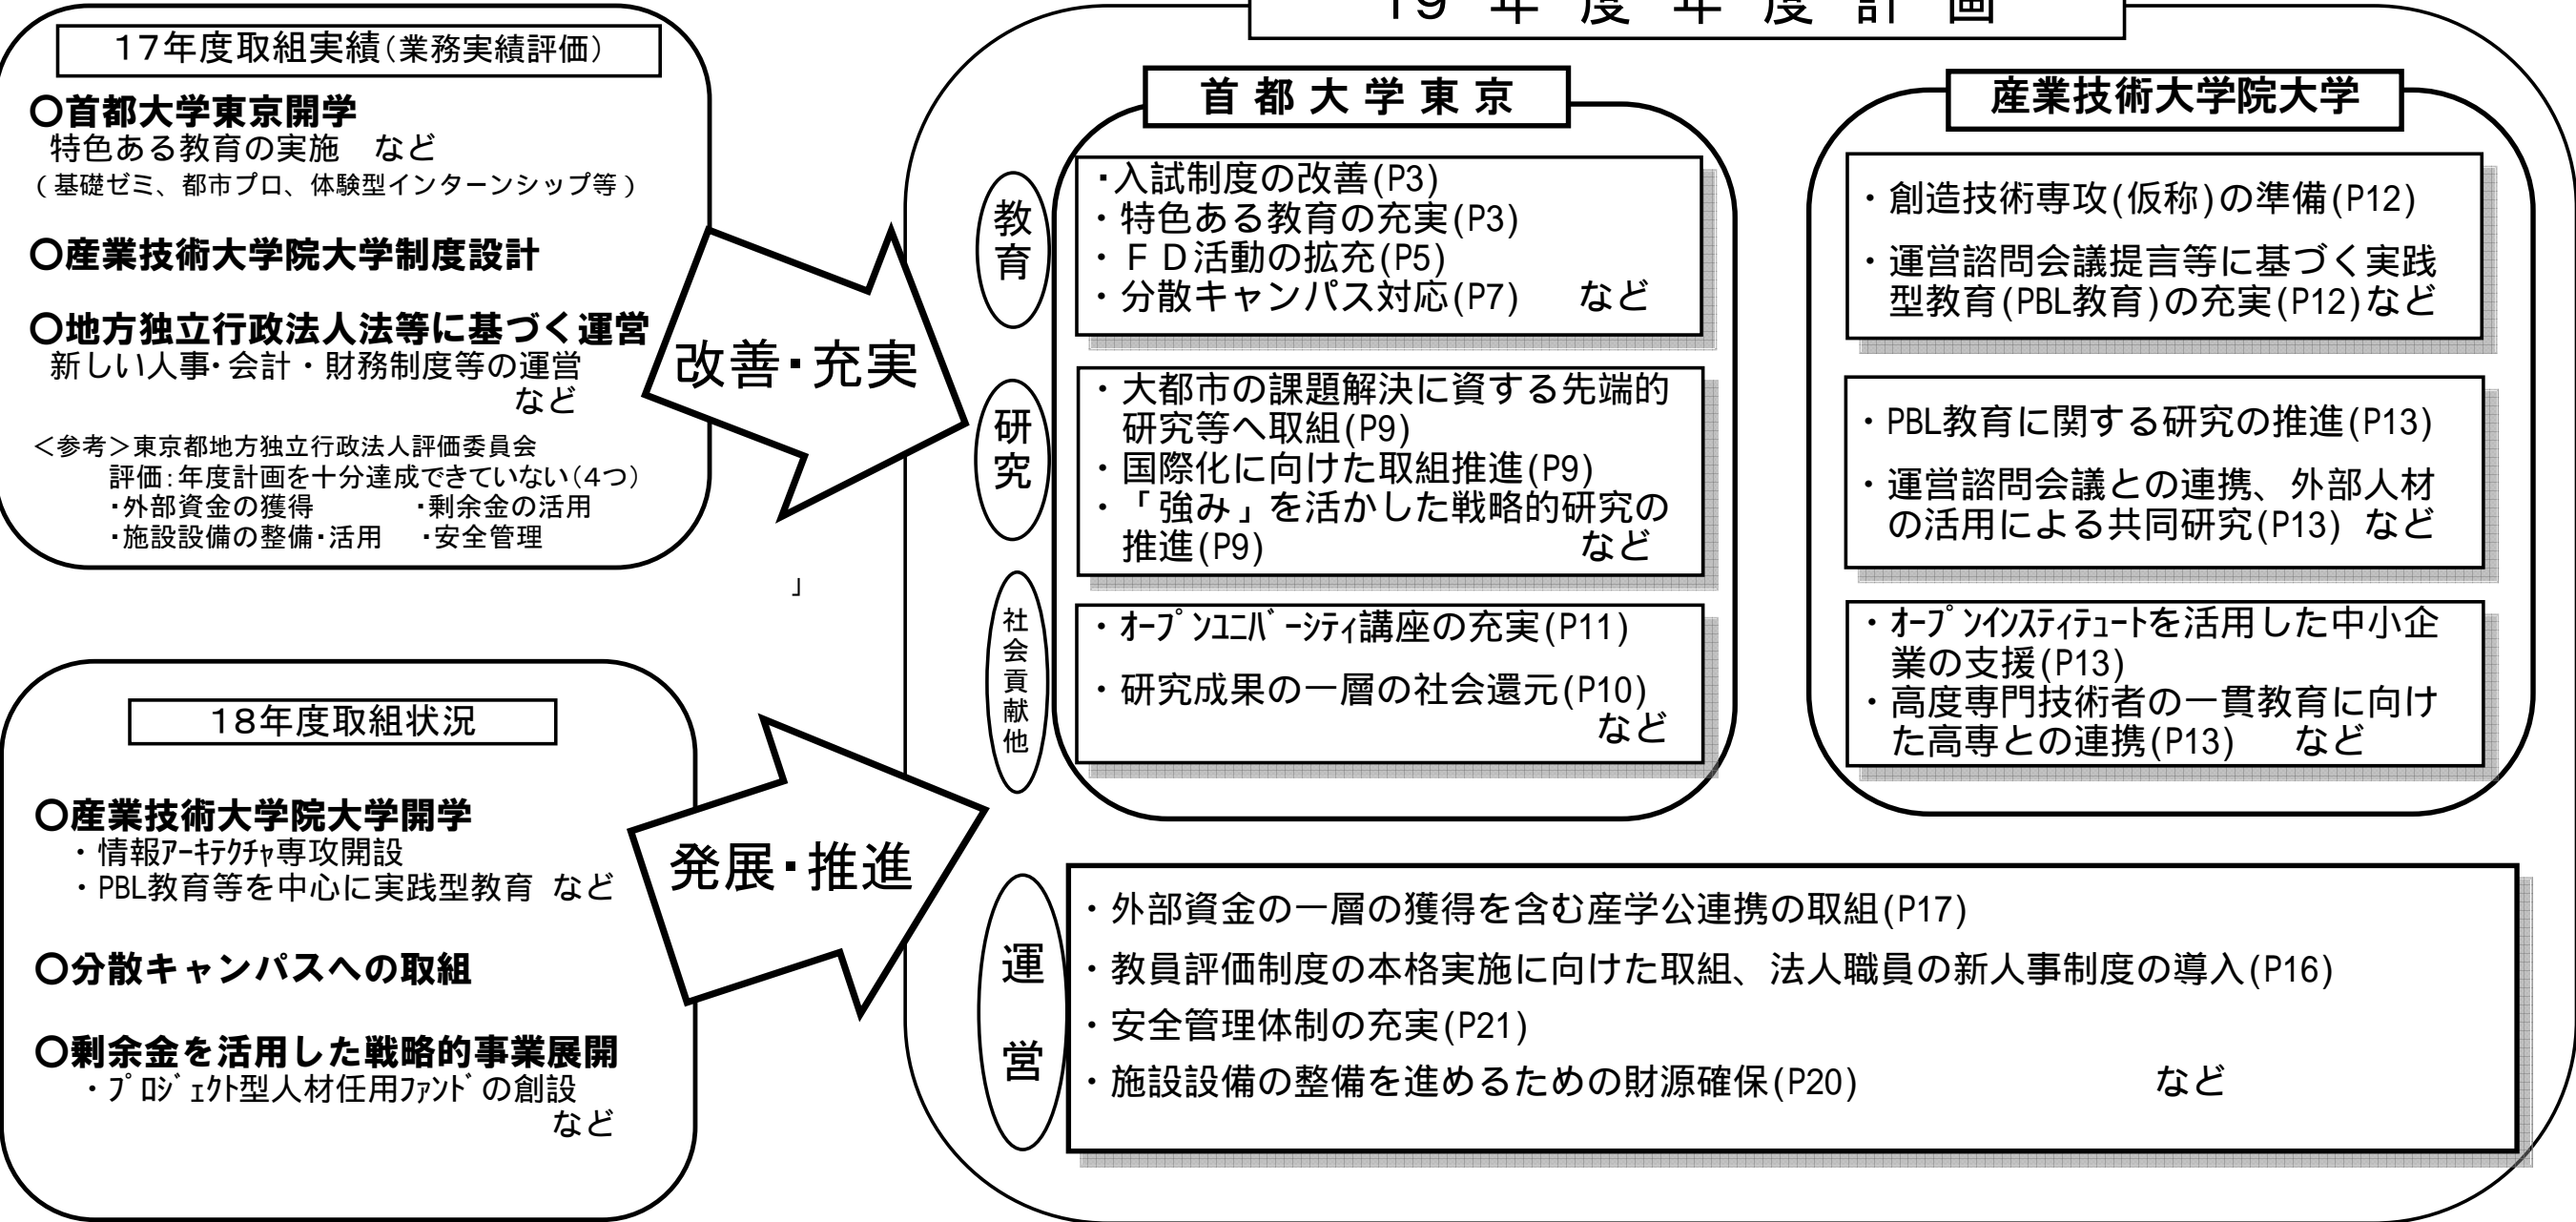 17年度取組実績(業務実績評価)
○首都大学東京開学
特色ある教育の実施　など
(基礎ゼミ、都市プロ、体験型インターンシップ等)
○産業技術大学院大学制度設計
○地方独立行政法人法等に基づく運営
新しい人事・会計・財務制度等の運営
など
＜参考＞東京都地方独立行政法人評価委員会
評価：年度計画を十分達成できていない(4つ)
・外部資金の獲得　・剰余金の活用
・施設設備の整備・活用　・安全管理
改善・充実
」
18年度取組状況
○産業技術大学院大学開学
・情報ｱｰｷﾃｸﾁｬ専攻開設
・PBL教育等を中心に実践型教育 など
○分散キャンパスへの取組
○剰余金を活用した戦略的事業展開
・ﾌﾟﾛｼﾞｪｸﾄ型人材任用ﾌｧﾝﾄﾞの創設
など
発展・推進
19年度年度計画
首都大学東京
教育
・入試制度の改善(P3)
・特色ある教育の充実(P3)
・ＦＤ活動の拡充(P5)
・分散キャンパス対応(P7)　など
研究
・大都市の課題解決に資する先端的
研究等へ取組(P9)
・国際化に向けた取組推進(P9)
・「強み」を活かした戦略的研究の
推進(P9)　など
社会貢献他
・ｵｰﾌﾟﾝﾕﾆﾊﾞｰｼﾃｨ講座の充実(P11)
・研究成果の一層の社会還元(P10)
など
産業技術大学院大学
・創造技術専攻(仮称)の準備(P12)
・運営諮問会議提言等に基づく実践
型教育(PBL教育)の充実(P12)など
・PBL教育に関する研究の推進(P13)
・運営諮問会議との連携、外部人材
の活用による共同研究(P13) など
・ｵｰﾌﾟﾝｲﾝｽﾃｨﾃｭｰﾄを活用した中小企
業の支援(P13)
・高度専門技術者の一貫教育に向け
た高専との連携(P13)　など
運営
・外部資金の一層の獲得を含む産学公連携の取組(P17)
・教員評価制度の本格実施に向けた取組、法人職員の新人事制度の導入(P16)
・安全管理体制の充実(P21)
・施設設備の整備を進めるための財源確保(P20)　など